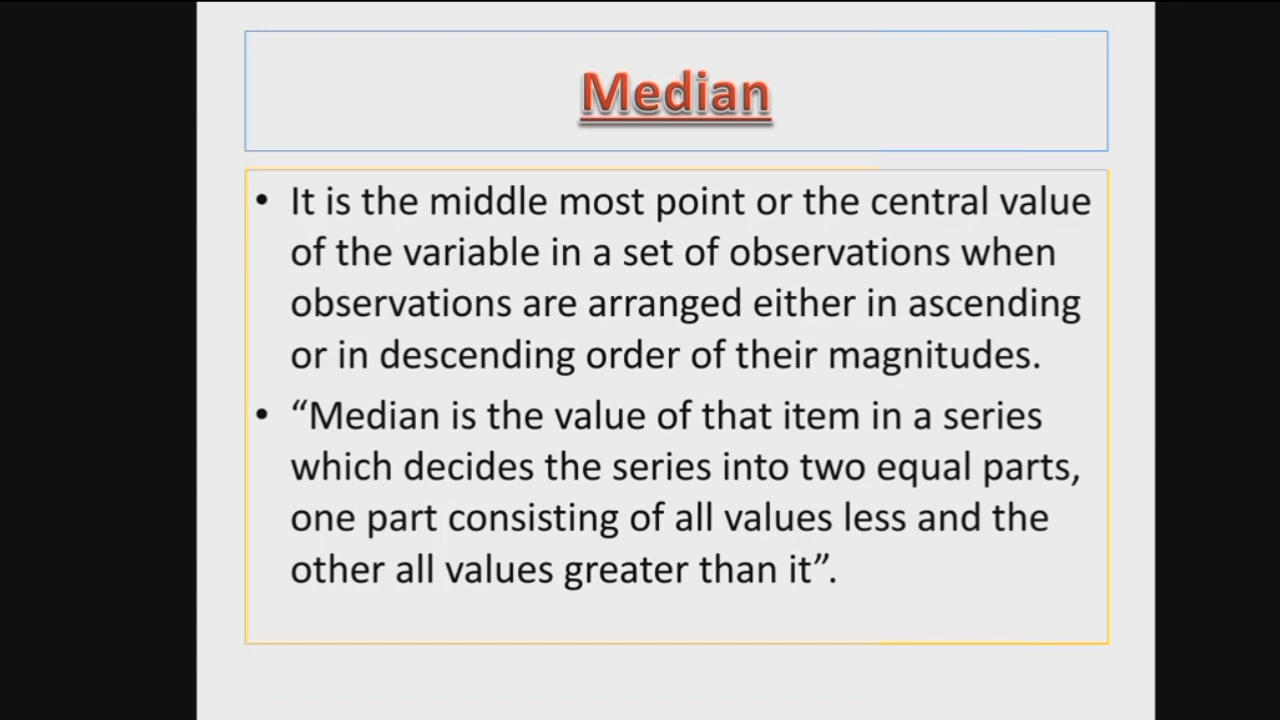 Median
• It is the middle most point or the central value
of the variable in a set of observations when
observations are arranged either in ascending
or in descending order of their magnitudes.
• “Median is the value of that item in a series
which decides the series into two equal parts,
one part consisting of all values less and the
other all values greater than it”.